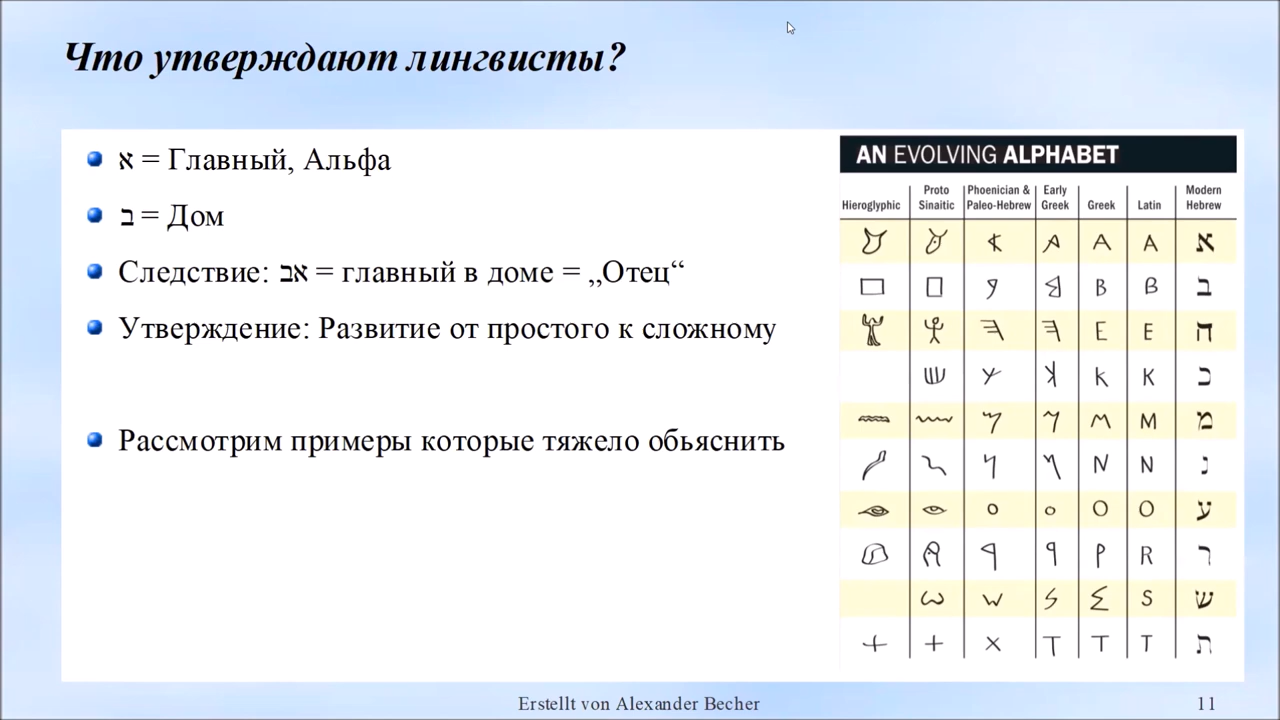 Что утверждают лингвисты?
א = Главный, Альфа
ב = Дом
Следствие: אב = главный в доме = „Отец“
Утверждение: Развитие от простого к сложному
Рассмотрим примеры которые тяжело обьяснить
AN EVOLVING ALPHABET
Hieroglyphic Proto Sinaitic Phoenician & Paleo-Hebrew Early Greek Greek Latin Modern Hebrew
A A א
B B ב
E E ה
K K כ
M M מ
N N נ
O O ע
P R ר
Σ S ש
T T T ת
Erstellt von Alexander Becher 11